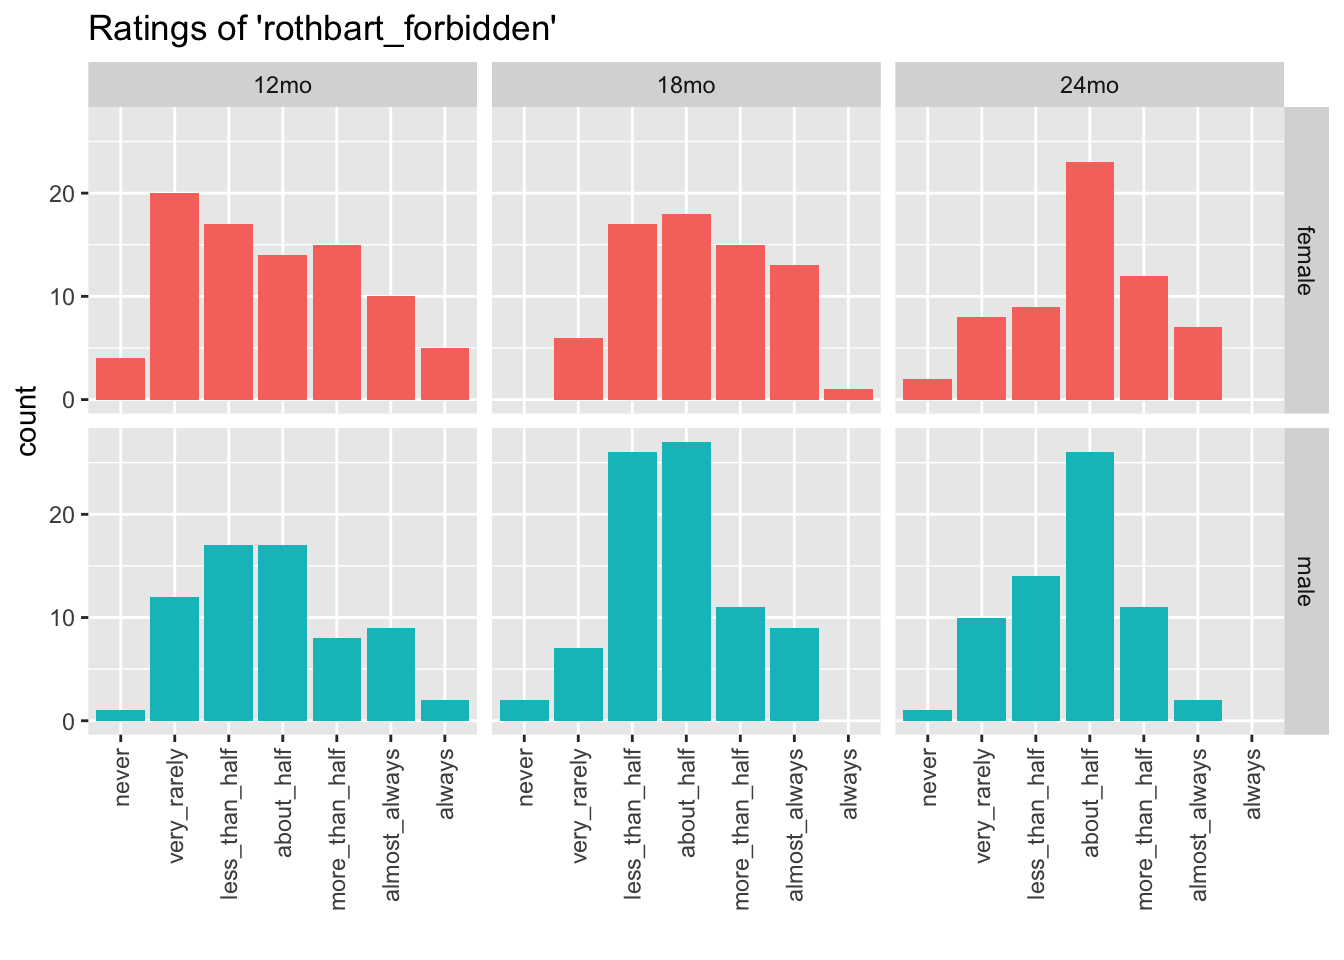 Ratings of 'rothbart_forbidden'
12mo 18mo 24mo
20
10
0
female
count
20
10
0
male
never very_rarely less_than_half about_half more_than_half almost_always always never very_rarely less_than_half about_half more_than_half almost_always always never very_rarely less_than_half about_half more_than_half almost_always always